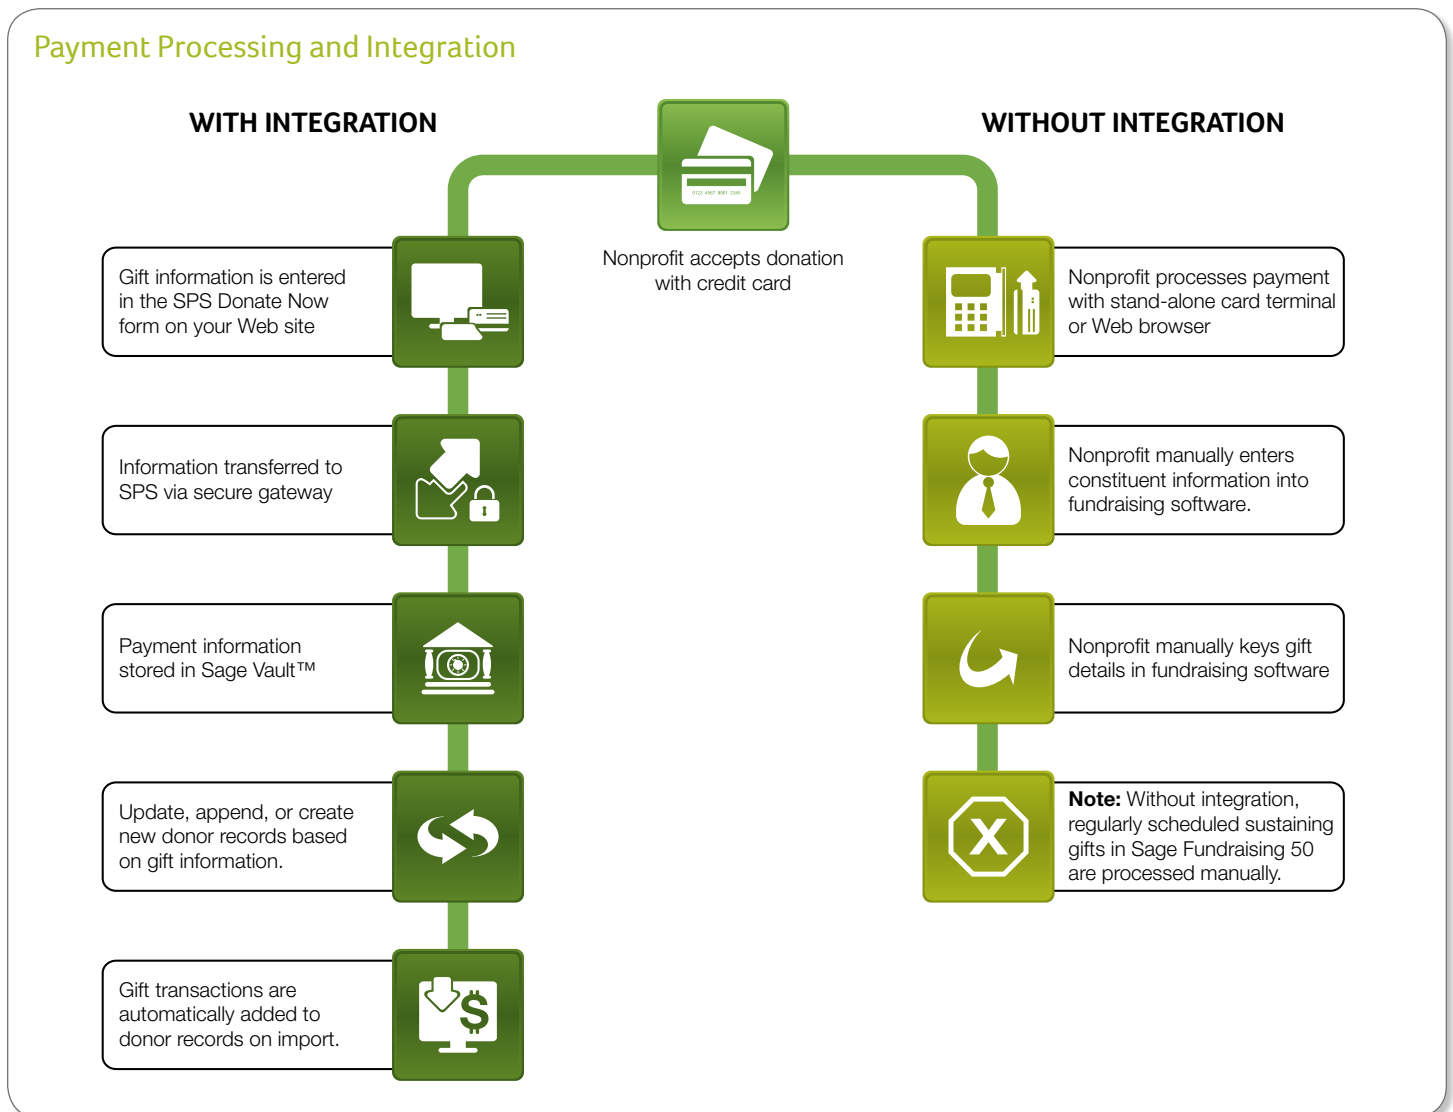 Payment Processing and Integration
WITH INTEGRATION
WITHOUT INTEGRATION
Nonprofit accepts donation
with credit card
Gift information is entered
in the SPS Donate Now
form on your Web site
Information transferred to
SPS via secure gateway
Payment information
stored in Sage Vault™
Update, append, or create
new donor records based
on gift information.
Gift transactions are
automatically added to
donor records on import.
Nonprofit processes payment
with stand-alone card terminal
or Web browser
Nonprofit manually enters
constituent information into
fundraising software.
Nonprofit manually keys gift
details in fundraising software
X
Note: Without integration,
regularly scheduled sustaining
gifts in Sage Fundraising 50
are processed manually.
$